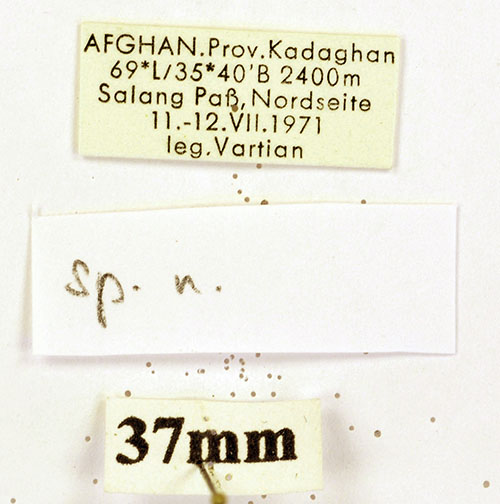 AFGHAN.Prov.Kadaghan
69*L/35*40'B 2400m
Salang Paß, Nordseite
11.-12.VII.1971
leg.Vartian
sp. n.
37mm